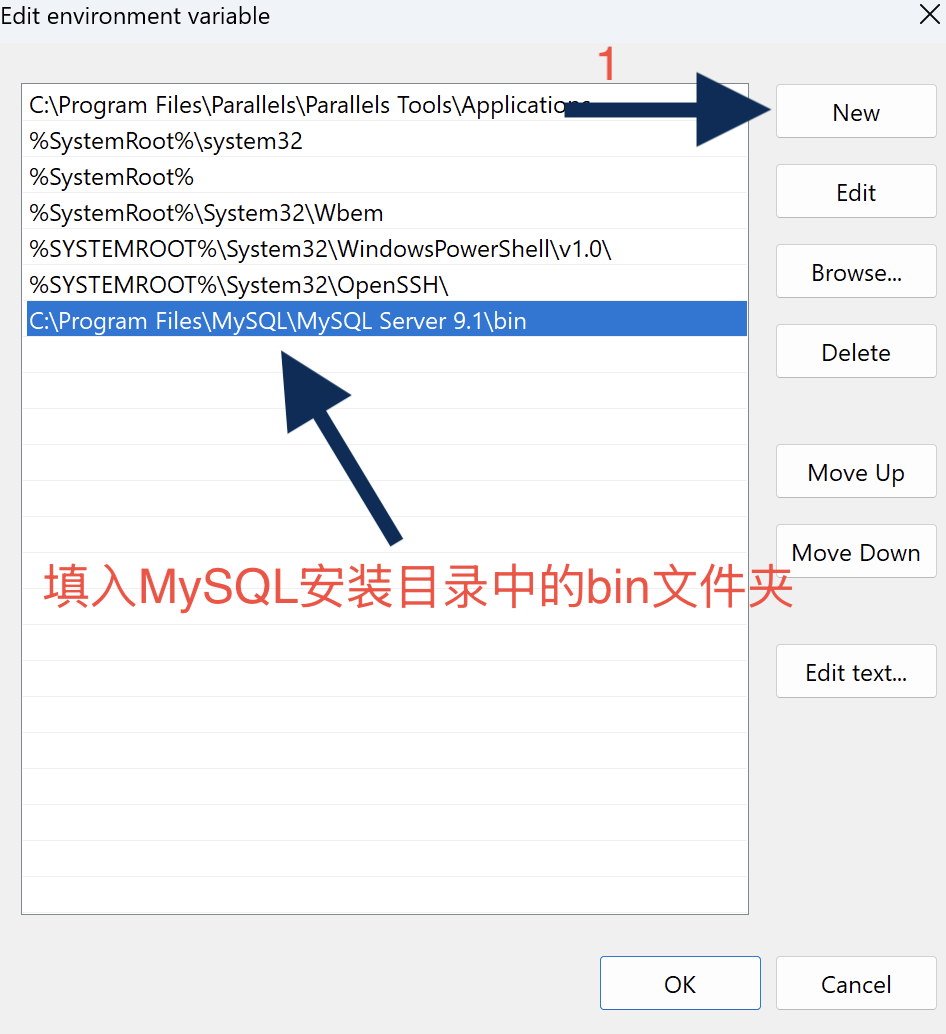 Edit environment variable
1
C:\Program Files\Parallels\Parallels Tools\Applications
New
%SystemRoot%\system32
%SystemRoot%
Edit
%SystemRoot%\System32\Wbem
%SYSTEMROOT%\System32\WindowsPowerShell\v1.0\
Browse...
%SYSTEMROOT%\System32\OpenSSH\
C:\Program Files\MySQL\MySQL Server 9.1\bin
Delete
Move Up
Move Down
填入MySQL安装目录中的bin文件夹
Edit text...
OK
Cancel